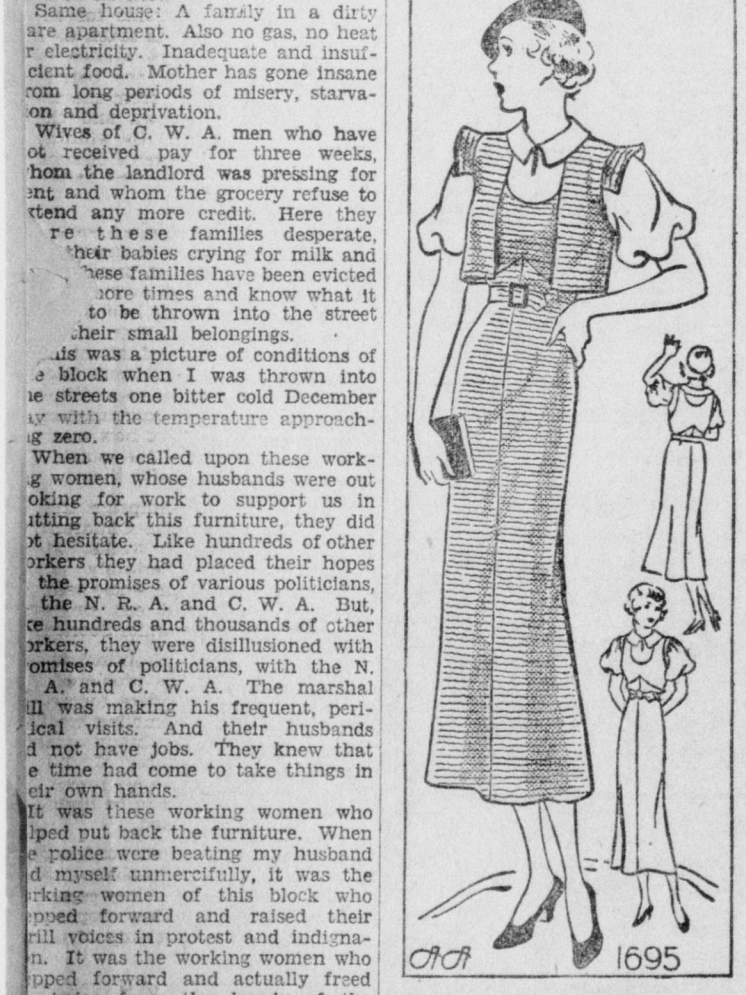 Same house: A family in a dirty
are apartment. Also no gas, no heat
r electricity. Inadequate and insuf-
cient food. Mother has gone insane
rom long periods of misery, starva-
on and deprivation.
Wives of C. W. A. men who have
ot received pay for three weeks,
hom the landlord was pressing for
ent and whom the grocery refuse to
xtend any more credit. Here they
re these families desperate,
their babies crying for milk and
hese families have been evicted
ore times and know what it
to be thrown into the street
heir small belongings.
is was a picture of conditions of
e block when I was thrown into
he streets one bitter cold December
ay with the temperature approach-
ng zero.
When we called upon these work-
g women, whose husbands were out
oking for work to support us in
utting back this furniture, they did
ot hesitate. Like hundreds of other
orkers they had placed their hopes
the promises of various politicians,
the N. R. A. and C. W. A. But,
ke hundreds and thousands of other
orkers, they were disillusioned with
omises of politicians, with the N.
A. and C. W. A. The marshal
ill was making his frequent, peri-
ical visits. And their husbands
d not have jobs. They knew that
e time had come to take things in
eir own hands.
It was these working women who
lped put back the furniture. When
e police were beating my husband
d myself unmercifully, it was the
rking women of this block who
pped forward and raised their
rill voices in protest and indigna-
n. It was the working women who
pped forward and actually freed
AA 1695